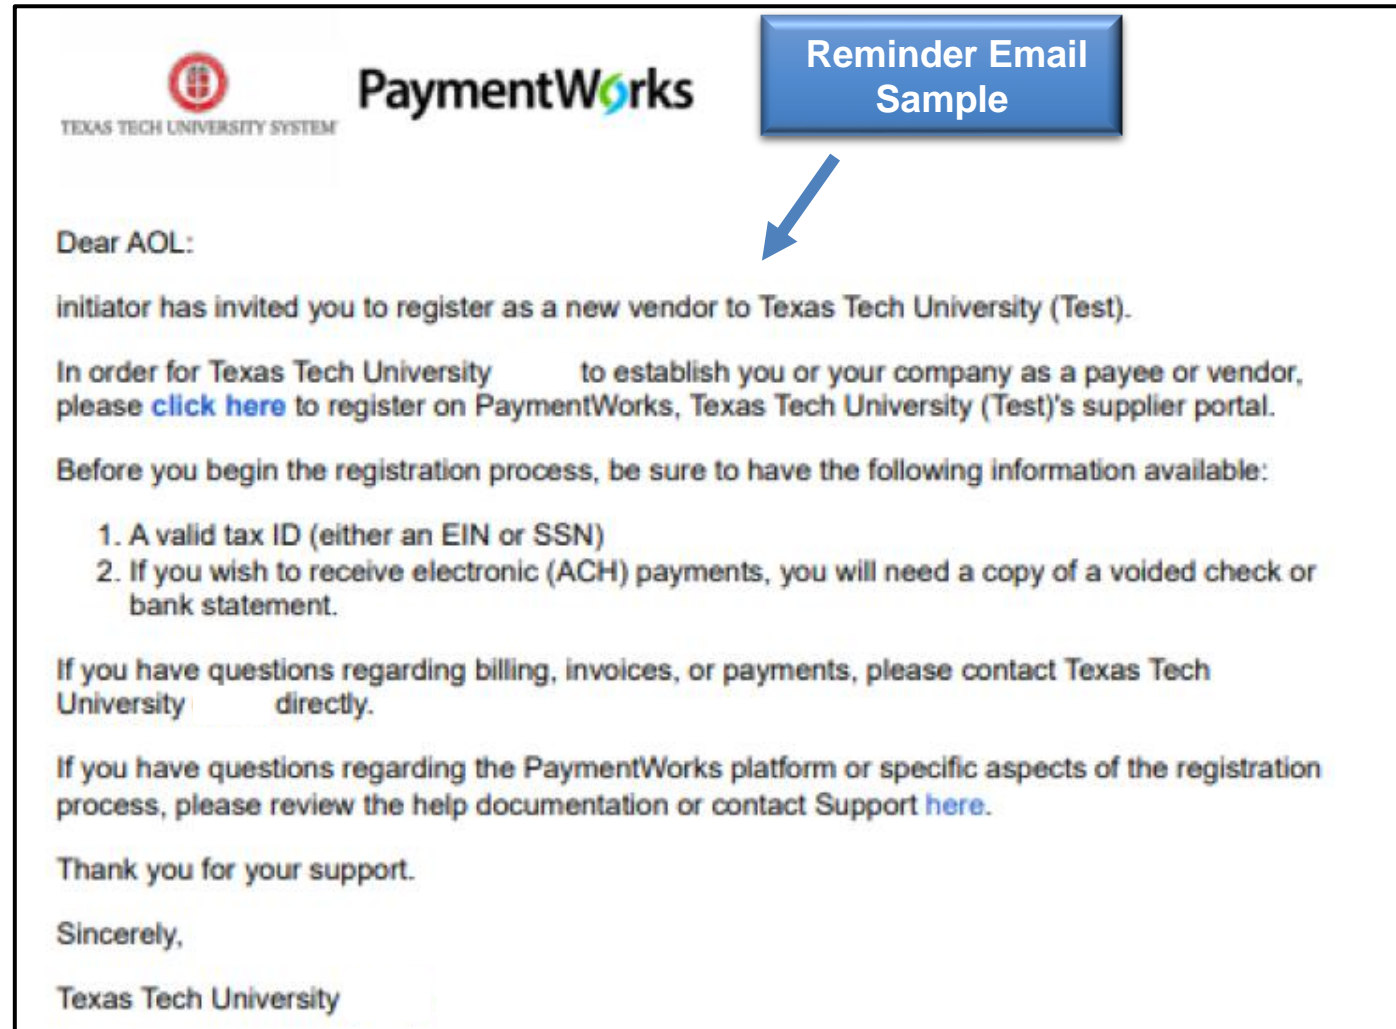 TEXAS TECH UNIVERSITY SYSTEM
PaymentWorks
Reminder Email
Sample
Dear AOL:
initiator has invited you to register as a new vendor to Texas Tech University (Test).
In order for Texas Tech University to establish you or your company as a payee or vendor,
please click here to register on PaymentWorks, Texas Tech University (Test)'s supplier portal.
Before you begin the registration process, be sure to have the following information available:
1. A valid tax ID (either an EIN or SSN)
2. If you wish to receive electronic (ACH) payments, you will need a copy of a voided check or
bank statement.
If you have questions regarding billing, invoices, or payments, please contact Texas Tech
University directly.
If you have questions regarding the PaymentWorks platform or specific aspects of the registration
process, please review the help documentation or contact Support here.
Thank you for your support.
Sincerely,
Texas Tech University